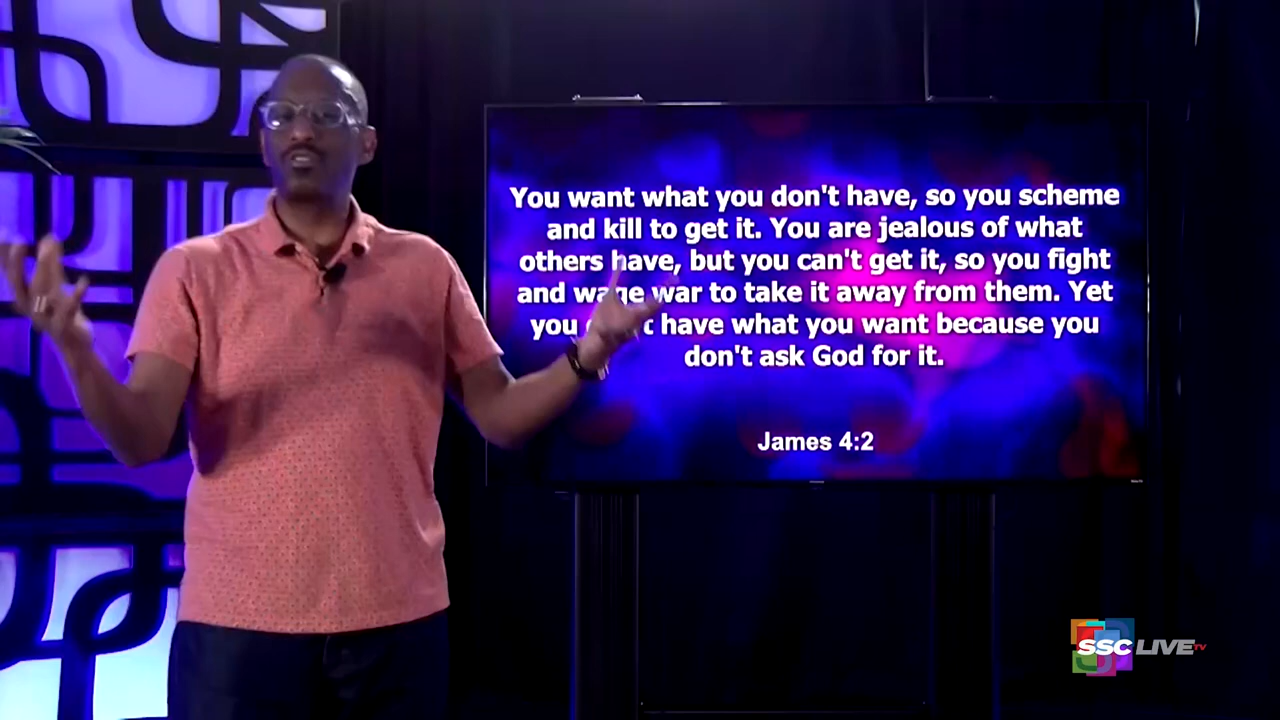 You want what you don't have, so you scheme
and kill to get it. You are jealous of what
others have, but you can't get it, so you fight
and wage war to take it away from them. Yet
you have what you want because you
don't ask God for it.
James 4:2
SSC LIVE TV